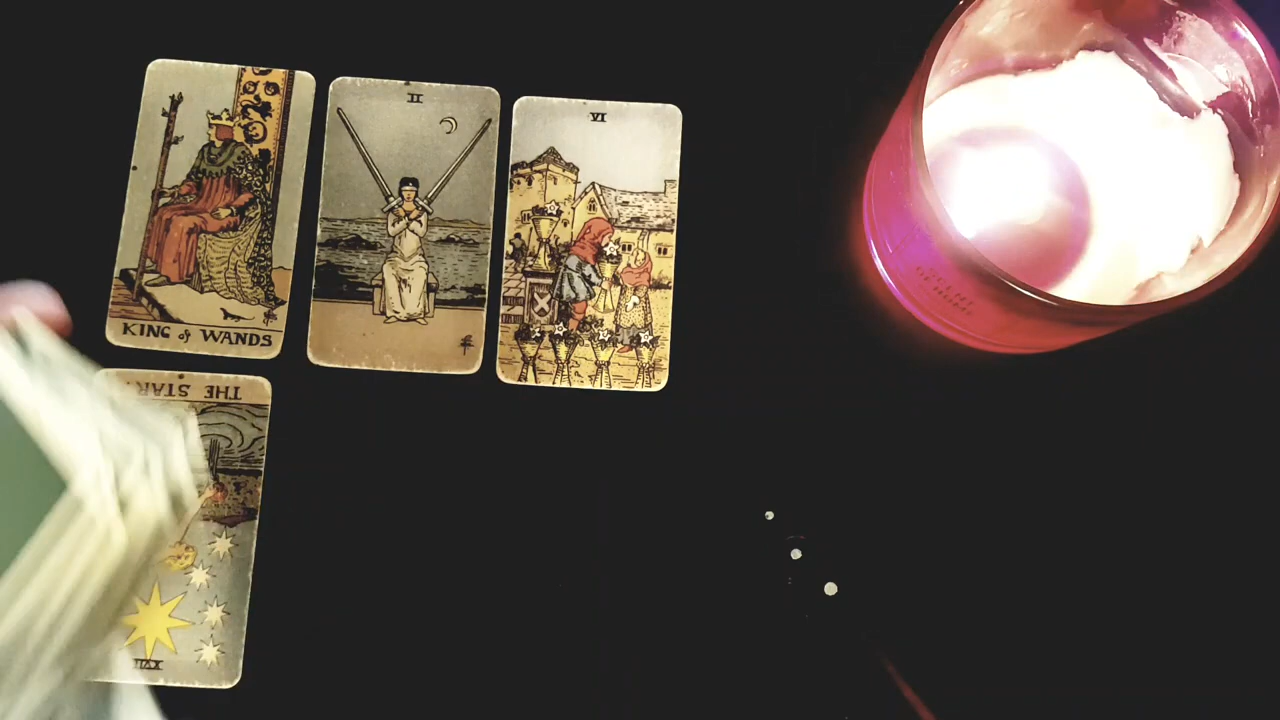 II
VI
KING of WANDS
THE STAR
XVII